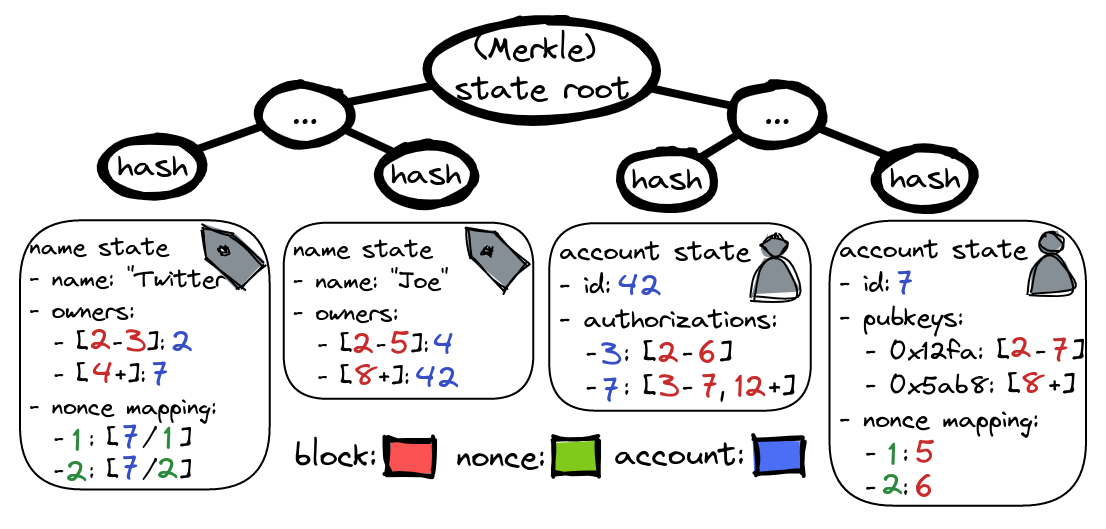 (Merkle)
state root
...
...
hash
hash
hash
hash
name state
- name: "Twitter
- owners:
- [2-3]: 2
- [4+]: 7
- nonce mapping:
- 1: [7/1]
- 2: [7/2]
name state
- name: "Joe"
- owners:
- [2-5]: 4
- [8+]: 42
account state
- id: 42
- authorizations:
- 3: [2-6]
- 7: [3-7, 12+]
account state
- id: 7
- pubkeys:
- 0x12fa: [2-7]
- 0x5ab8: [8+]
- nonce mapping:
- 1: 5
- 2: 6
block:
nonce:
account: